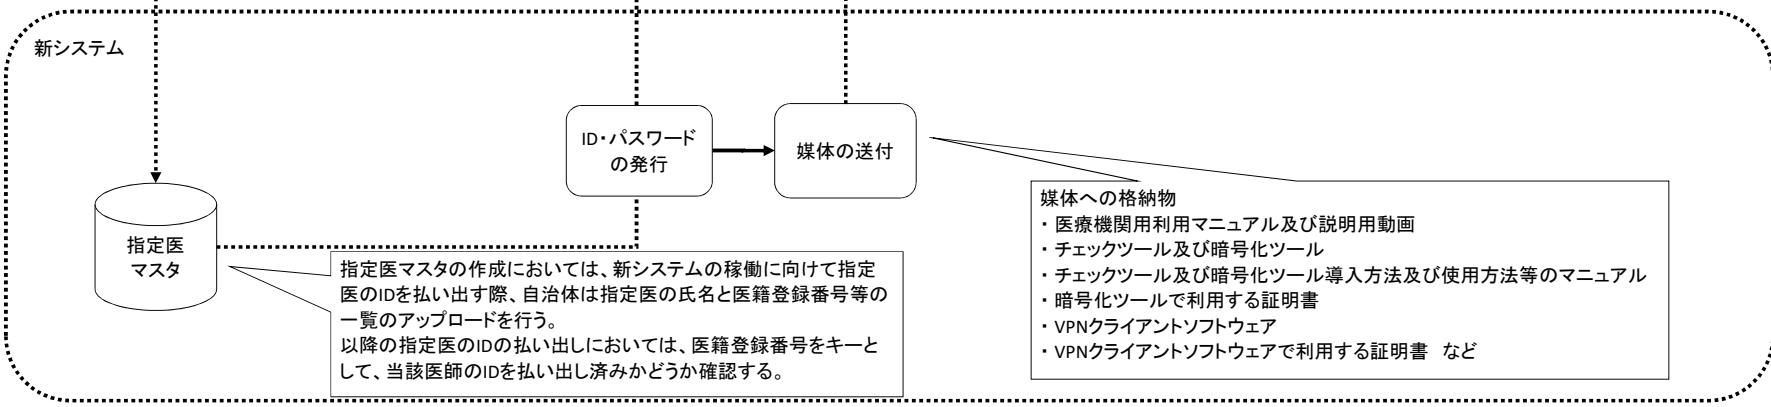 新システム
ID・パスワード
の発行
媒体の送付
指定医
マスタ
指定医マスタの作成においては、新システムの稼働に向けて指定
医のIDを払い出す際、自治体は指定医の氏名と医籍登録番号等の
一覧のアップロードを行う。
以降の指定医のIDの払い出しにおいては、医籍登録番号をキーと
して、当該医師のIDを払い出し済みかどうか確認する。
媒体への格納物
・ 医療機関用利用マニュアル及び説明用動画
・ チェックツール及び暗号化ツール
・ チェックツール及び暗号化ツール導入方法及び使用方法等のマニュアル
・ 暗号化ツールで利用する証明書
・ VPNクライアントソフトウェア
・ VPNクライアントソフトウェアで利用する証明書 など